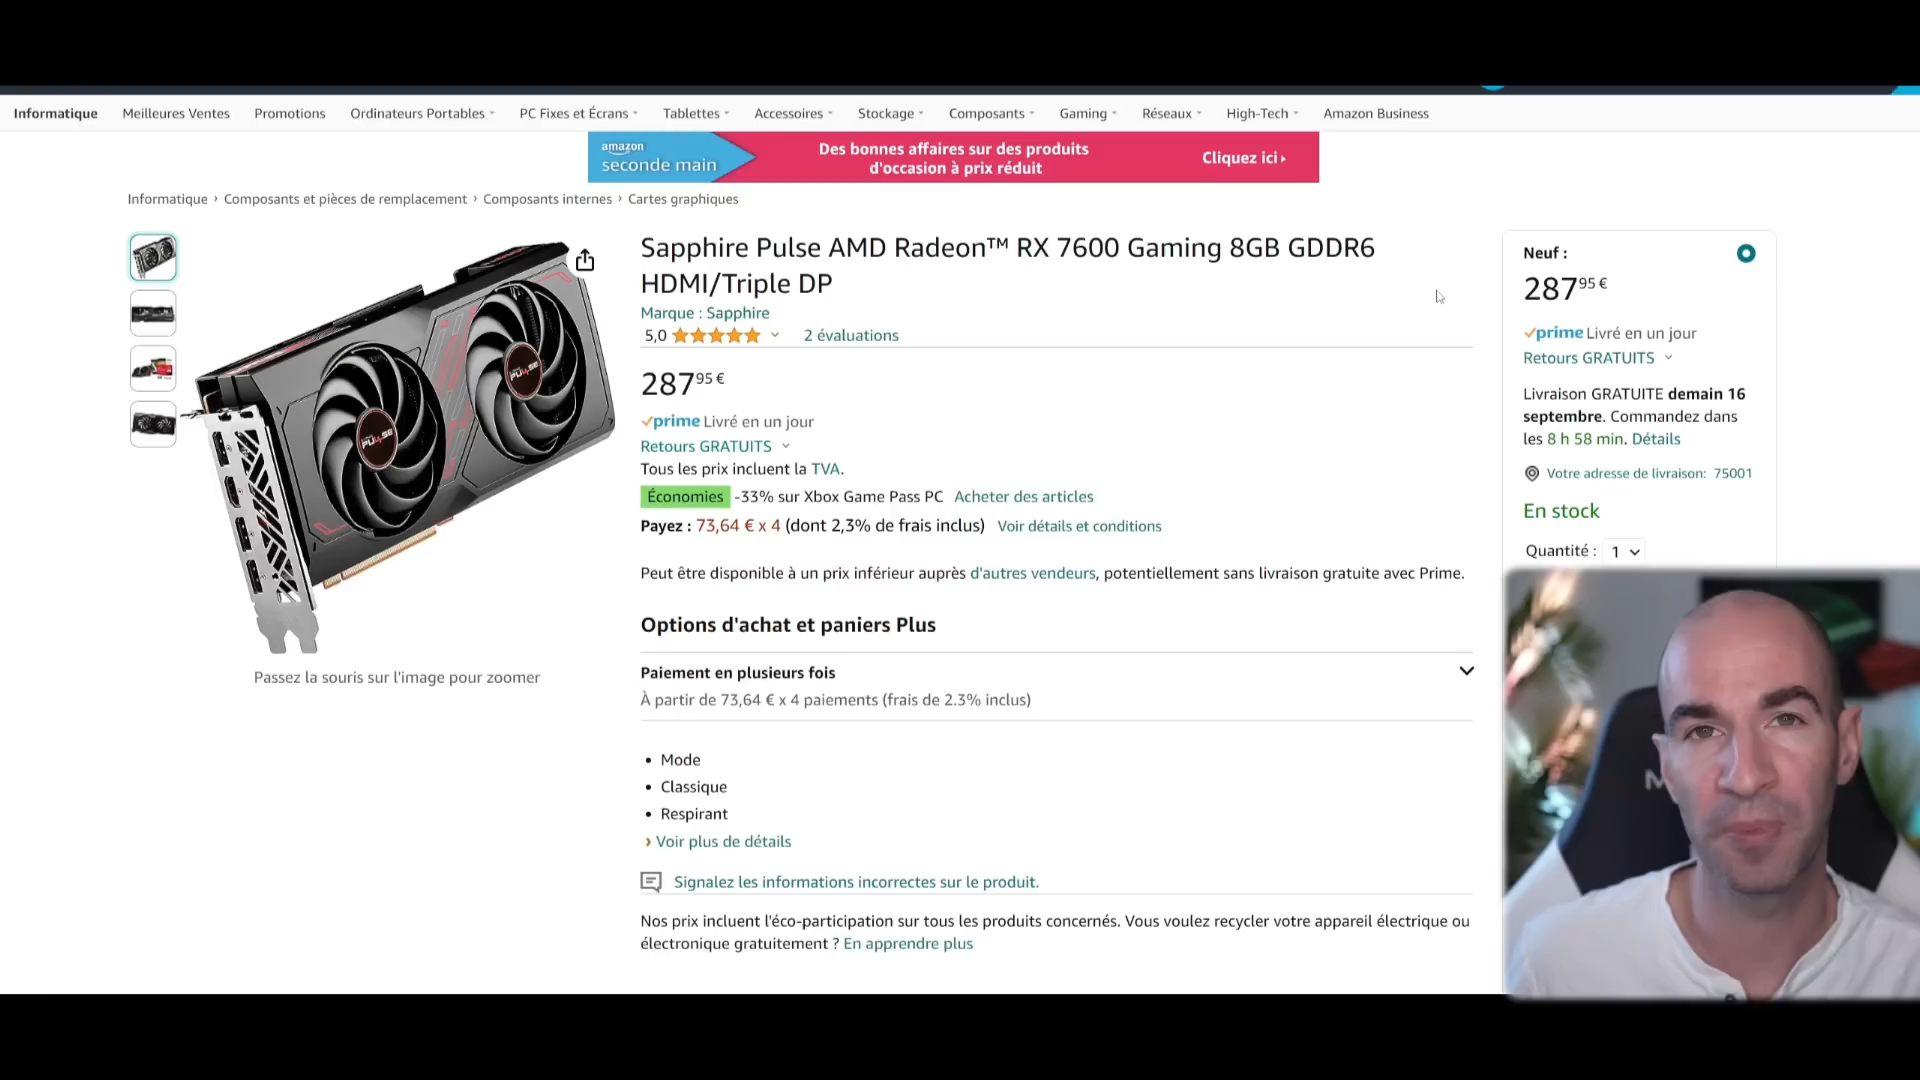 Informatique Meilleures Ventes Promotions Ordinateurs Portables PC Fixes et Écrans Tablettes Accessoires Stockage Composants Gaming Réseaux High-Tech Amazon Business
amazon
seconde main
Des bonnes affaires sur des produits
d'occasion à prix réduit
Cliquez ici
Informatique › Composants et pièces de remplacement › Composants internes › Cartes graphiques
Sapphire Pulse AMD Radeon™ RX 7600 Gaming 8GB GDDR6
HDMI/Triple DP
Marque : Sapphire
5,0 2 évaluations
287,95 €
prime Livré en un jour
Retours GRATUITS
Tous les prix incluent la TVA.
Économies -33% sur Xbox Game Pass PC Acheter des articles
Payez : 73,64 € x 4 (dont 2,3% de frais inclus) Voir détails et conditions
Peut être disponible à un prix inférieur auprès d'autres vendeurs, potentiellement sans livraison gratuite avec Prime.
Options d'achat et paniers Plus
Paiement en plusieurs fois
À partir de 73,64 € x 4 paiements (frais de 2.3% inclus)
• Mode
• Classique
• Respirant
› Voir plus de détails
Signalez les informations incorrectes sur le produit.
Nos prix incluent l'éco-participation sur tous les produits concernés. Vous voulez recycler votre appareil électrique ou
électronique gratuitement ? En apprendre plus
PULSE
PULSE
Passez la souris sur l'image pour zoomer
Neuf :
287,95 €
prime Livré en un jour
Retours GRATUITS
Livraison GRATUITE demain 16
septembre. Commandez dans
les 8 h 58 min. Détails
Votre adresse de livraison: 75001
En stock
Quantité : 1